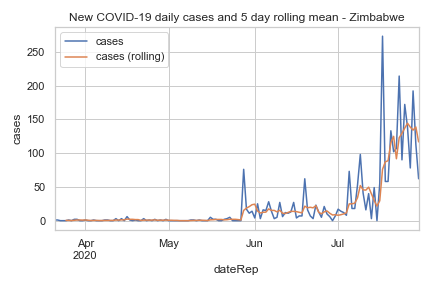 New COVID-19 daily cases and 5 day rolling mean - Zimbabwe
cases
cases (rolling)
250
200
150
100
50
0
cases
Apr
2020
May
Jun
Jul
dateRep